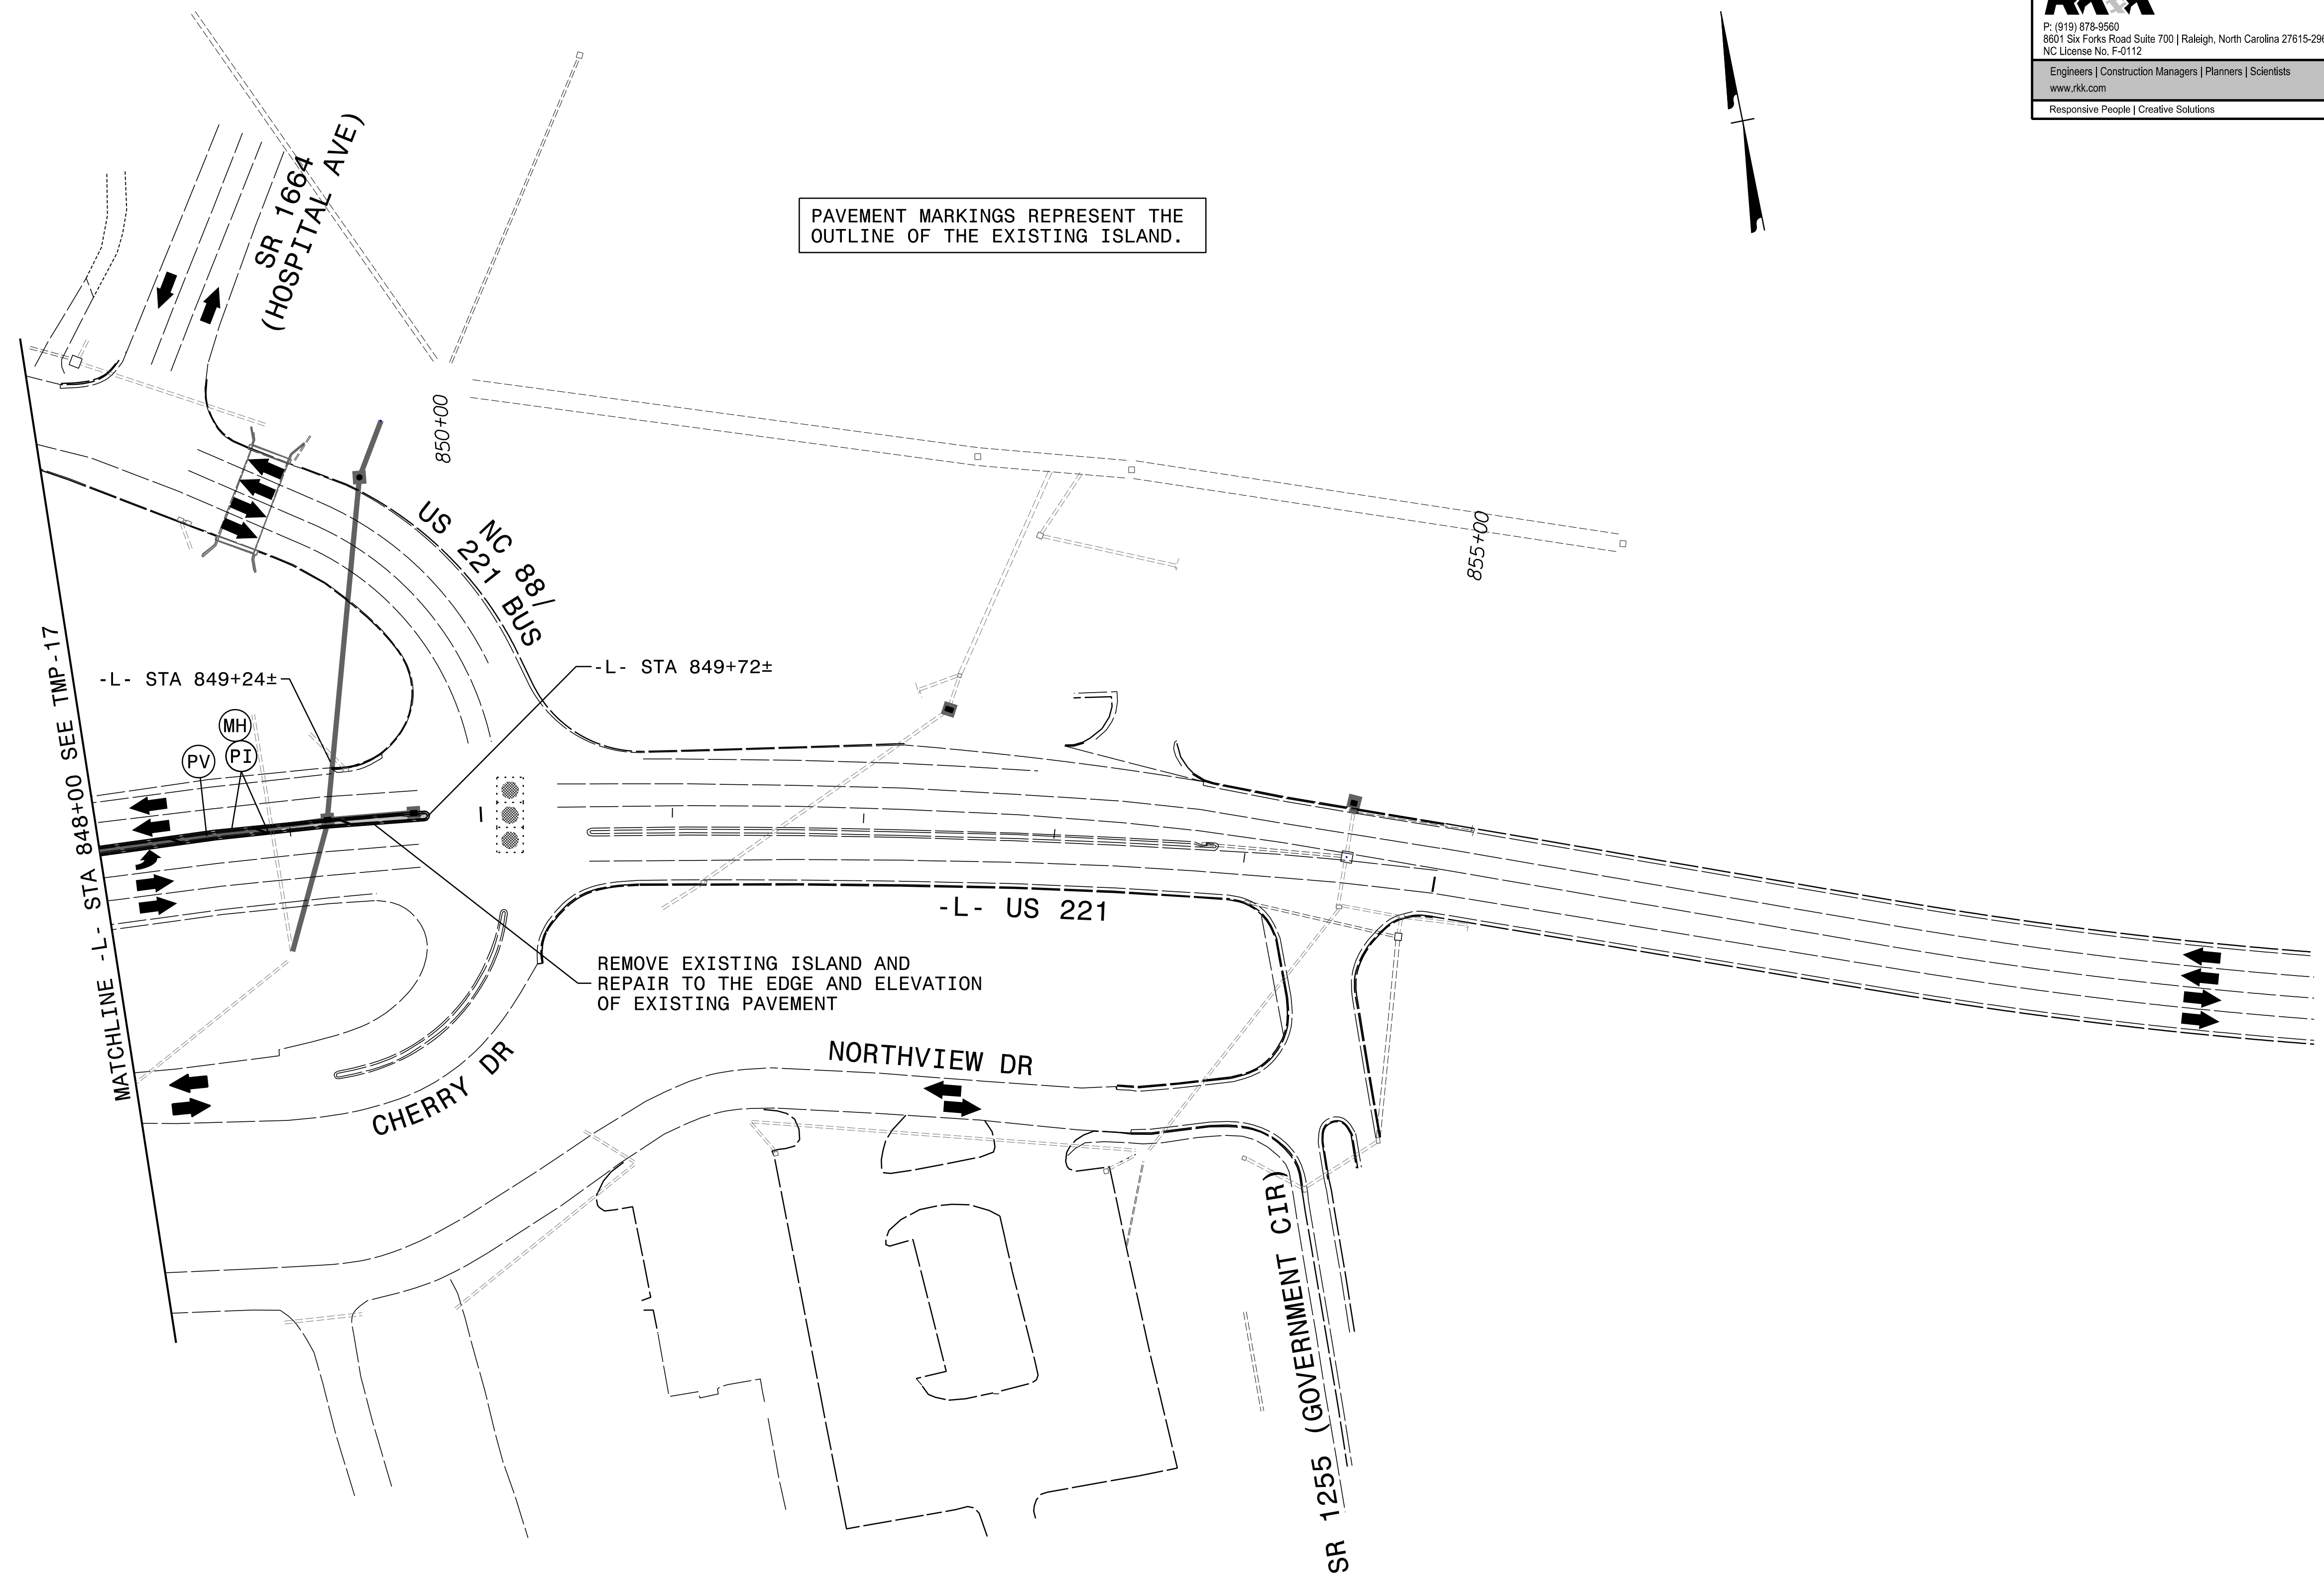 P: (919) 878-9560
8601 Six Forks Road Suite 700 | Raleigh, North Carolina 27615-296
NC License No. F-0112
Engineers | Construction Managers | Planners | Scientists
www.rkk.com
Responsive People | Creative Solutions
SR 1664
(HOSPITAL AVE)
PAVEMENT MARKINGS REPRESENT THE
OUTLINE OF THE EXISTING ISLAND.
850+00
855+00
NC 88/
US 221 BUS
-L- STA 849+24±
-L- STA 849+72±
MH
PV
PI
MATCHLINE -L- STA 848+00 SEE TMP-17
-L- US 221
REMOVE EXISTING ISLAND AND
REPAIR TO THE EDGE AND ELEVATION
OF EXISTING PAVEMENT
NORTHVIEW DR
CHERRY DR
SR 1255 (GOVERNMENT CIR)